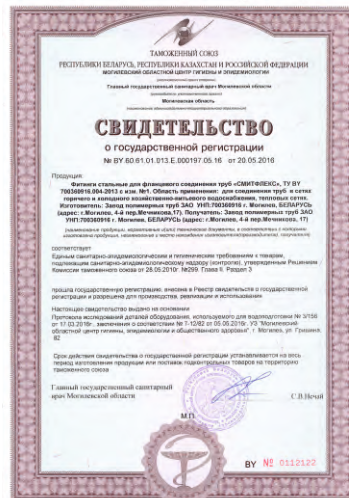 ТАМОЖЕННЫЙ СОЮЗ
РЕСПУБЛИКИ БЕЛАРУСЬ, РЕСПУБЛИКИ КАЗАХСТАН И РОССИЙСКОЙ ФЕДЕРАЦИИ
МОГИЛЕВСКИЙ ОБЛАСТНОЙ ЦЕНТР ГИГИЕНЫ И ЭПИДЕМИОЛОГИИ
Главный государственный санитарный врач Могилевской области
Могилевская область
СВИДЕТЕЛЬСТВО
о государственной регистрации
№ BY.60.61.01.013.Е.000197.05.16 от 20.05.2016
Продукция
Фитинги стальные для фланцевого соединения труб «СМИТФЛЕКС», ТУ BY
700360916.004-2013 с изм. №1. Область применения: для соединения труб в сетях
горячего и холодного хозяйственно-питьевого водоснабжения, тепловых сетях.
Изготовитель: Завод полимерных труб ЗАО УНП:700360916 г. Могилев, БЕЛАРУСЬ
(адрес: г.Могилев, 4-й пер.Мечникова,17). Получатель: Завод полимерных труб ЗАО
УНП:700360916 г. Могилев, БЕЛАРУСЬ (адрес: г.Могилев, 4-й пер.Мечникова, 17)
соответствует
Единым санитарно-эпидемиологическим и гигиеническим требованиям к товарам,
подлежащим санитарно-эпидемиологическому надзору (контролю), утвержденным Решением
Комиссии таможенного союза от 28.05.2010г. №299. Глава II. Раздел 3
прошла государственную регистрацию, внесена в Реестр свидетельств о государственной
регистрации и разрешена для производства, реализации и использования
Настоящее свидетельство выдано на основании
Протокола исследований деталей оборудования, используемого для водоподготовки № 3/156
от 17.03.2016г., заключения о соответствии № Т-12/82 от 05.05.2016г. УЗ "Могилевский
областной центр гигиены, эпидемиологии и общественного здоровья", г. Могилев, ул. Гришина,
82
Срок действия свидетельства о государственной регистрации устанавливается на весь
период изготовления продукции или поставок подконтрольных товаров на территорию
таможенного союза
Главный государственный санитарный
врач Могилевской области
С.В.Нечай
М.П.
BY № 0112122